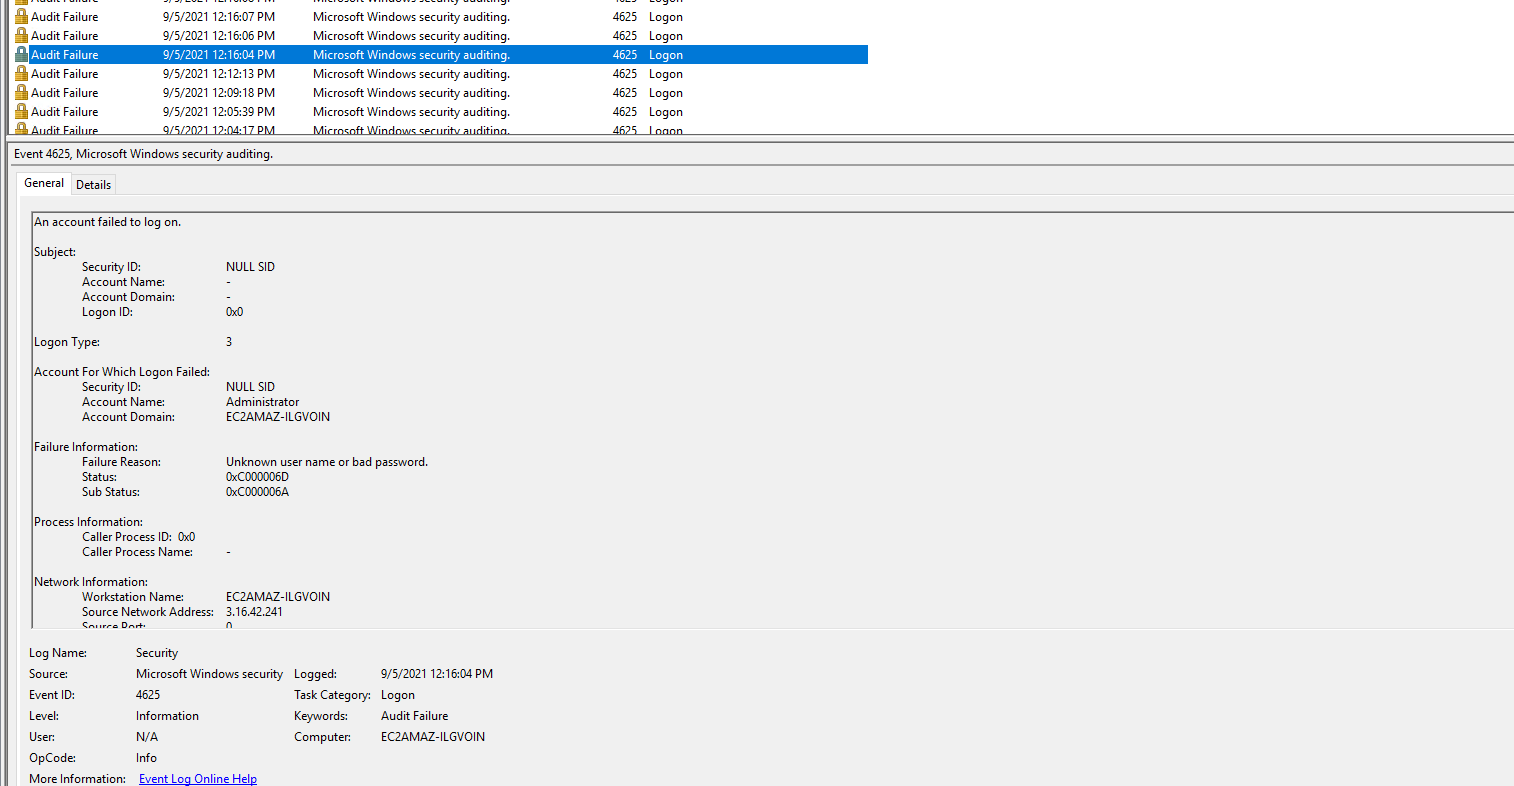 Audit Failure 9/5/2021 12:16:07 PM Microsoft Windows security auditing. 4625 Logon
Audit Failure 9/5/2021 12:16:06 PM Microsoft Windows security auditing. 4625 Logon
Audit Failure 9/5/2021 12:16:04 PM Microsoft Windows security auditing. 4625 Logon
Audit Failure 9/5/2021 12:12:13 PM Microsoft Windows security auditing. 4625 Logon
Audit Failure 9/5/2021 12:09:18 PM Microsoft Windows security auditing. 4625 Logon
Audit Failure 9/5/2021 12:05:39 PM Microsoft Windows security auditing. 4625 Logon
Audit Failure 9/5/2021 12:04:17 PM Microsoft Windows security auditing. 4625 Logon
Event 4625, Microsoft Windows security auditing.
General Details
An account failed to log on.
Subject:
Security ID: NULL SID
Account Name: -
Account Domain: -
Logon ID: 0x0
Logon Type: 3
Account For Which Logon Failed:
Security ID: NULL SID
Account Name: Administrator
Account Domain: EC2AMAZ-ILGVOIN
Failure Information:
Failure Reason: Unknown user name or bad password.
Status: 0xC000006D
Sub Status: 0xC000006A
Process Information:
Caller Process ID: 0x0
Caller Process Name: -
Network Information:
Workstation Name: EC2AMAZ-ILGVOIN
Source Network Address: 3.16.42.241
Source Port: 0
Log Name: Security
Source: Microsoft Windows security Logged: 9/5/2021 12:16:04 PM
Event ID: 4625 Task Category: Logon
Level: Information Keywords: Audit Failure
User: N/A Computer: EC2AMAZ-ILGVOIN
OpCode: Info
More Information: Event Log Online Help